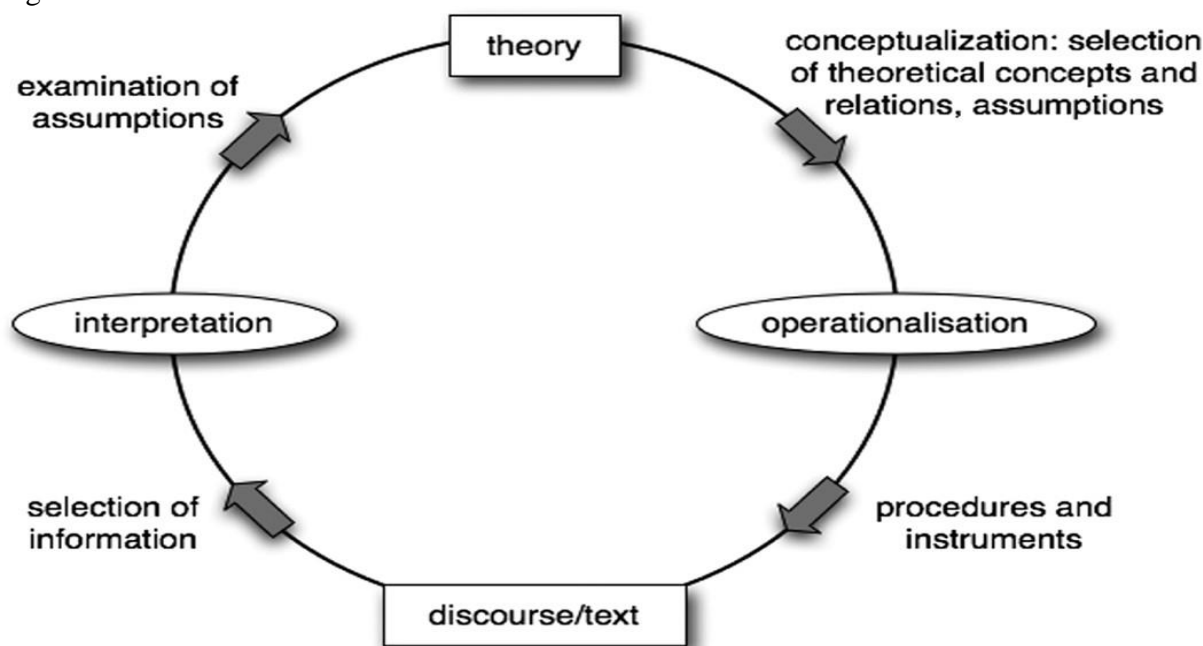 theory
conceptualization: selection
of theoretical concepts and
relations, assumptions
examination of
assumptions
interpretation
operationalisation
selection of
information
procedures and
instruments
discourse/text